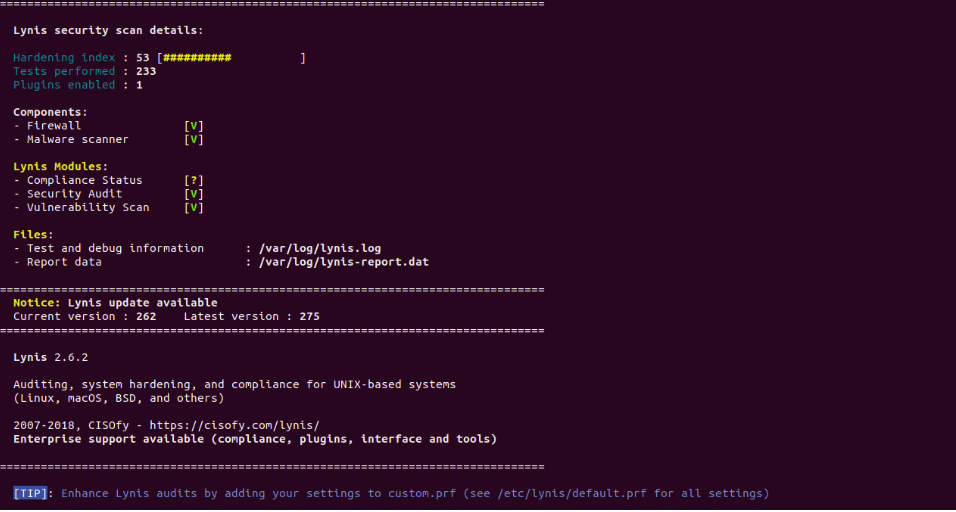 ================================================================================
Lynis security scan details:
Hardening index : 53 [##########          ]
Tests performed : 233
Plugins enabled : 1
Components:
- Firewall               [V]
- Malware scanner        [V]
Lynis Modules:
- Compliance Status      [?]
- Security Audit         [V]
- Vulnerability Scan     [V]
Files:
- Test and debug information      : /var/log/lynis.log
- Report data                     : /var/log/lynis-report.dat
================================================================================
Notice: Lynis update available
Current version : 262    Latest version : 275
================================================================================
Lynis 2.6.2
Auditing, system hardening, and compliance for UNIX-based systems
(Linux, macOS, BSD, and others)
2007-2018, CISOfy - https://cisofy.com/lynis/
Enterprise support available (compliance, plugins, interface and tools)
================================================================================
[TIP]: Enhance Lynis audits by adding your settings to custom.prf (see /etc/lynis/default.prf for all settings)